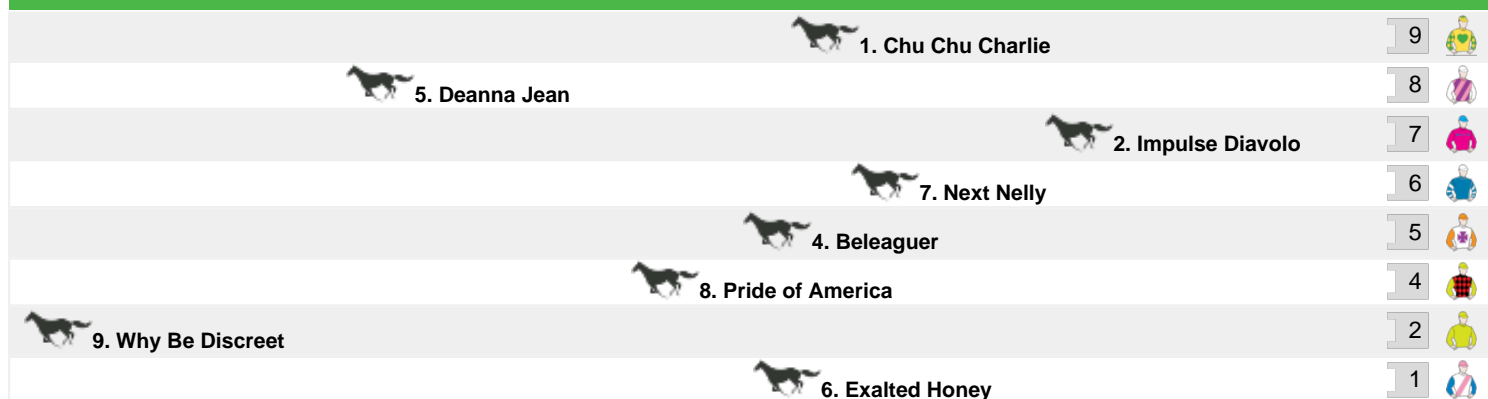 1. Chu Chu Charlie 9
5. Deanna Jean 8
2. Impulse Diavolo 7
7. Next Nelly 6
4. Beleaguer 5
8. Pride of America 4
9. Why Be Discreet 2
6. Exalted Honey 1